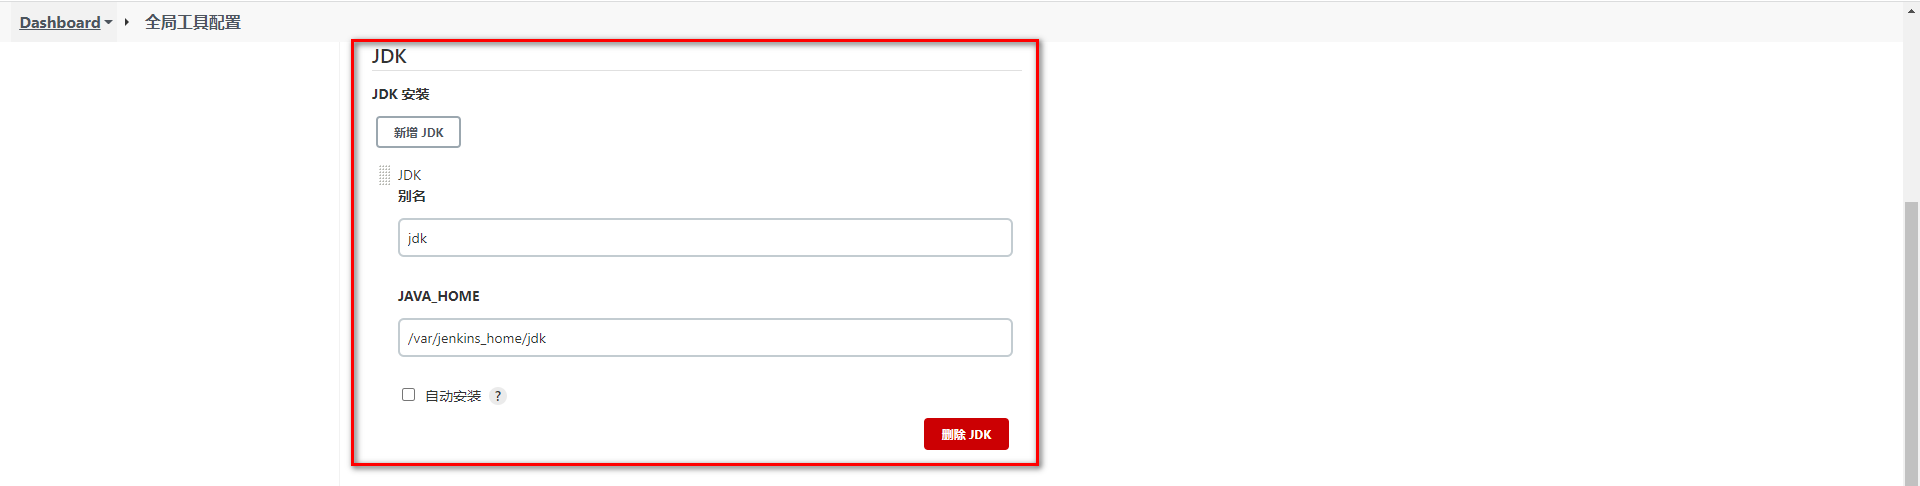 Dashboard 全局工具配置
JDK
JDK 安装
新增 JDK
JDK
别名
jdk
JAVA_HOME
/var/jenkins_home/jdk
自动安装 ?
删除 JDK